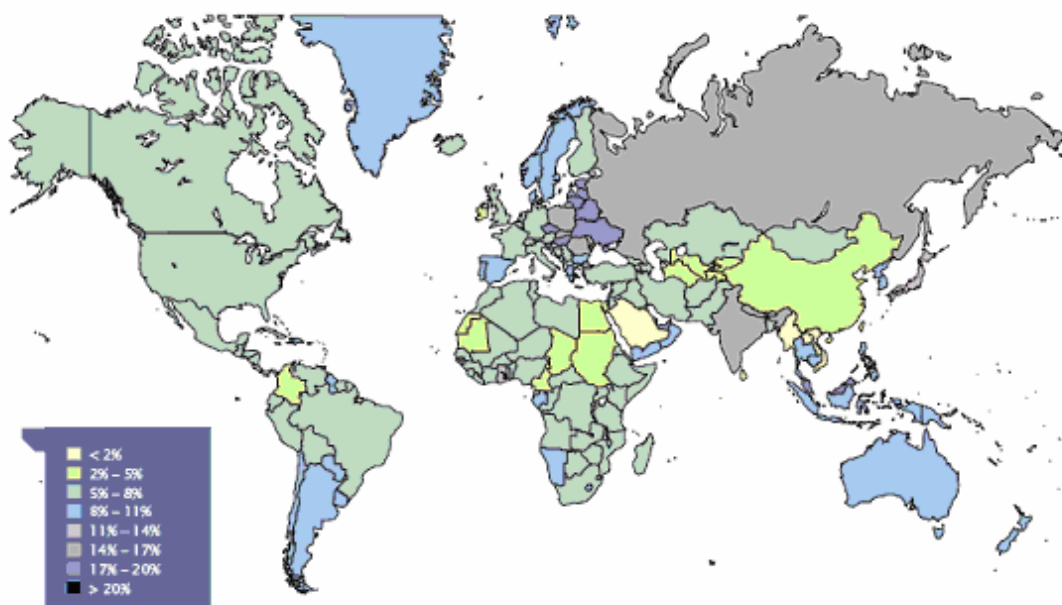 < 2%
2% – 5%
5% – 8%
8% – 11%
11% – 14%
14% – 17%
17% – 20%
> 20%